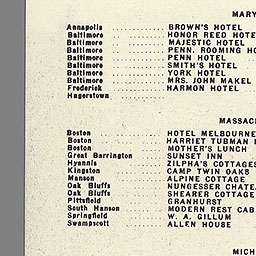 MARY
Annapolis ............ BROWN'S HOTEL
Baltimore ............ HONOR REED HOTE
Baltimore ............ MAJESTIC HOTEL
Baltimore ............ PENN. ROOMING HO
Baltimore ............ PENN HOTEL
Baltimore ............ SMITH'S HOTEL
Baltimore ............ YORK HOTEL
Baltimore ............ MRS. JOHN MAKEL
Frederick ............ HARMON HOTEL
Hagerstown ............
MASSAC
Boston ............ HOTEL MELBOURNE
Boston ............ HARRIET TUBMAN
Boston ............ MOTHER'S LUNCH
Great Barrington ............ SUNSET INN
Hyannis ............ ZILPHA'S COTTAGES
Kingston ............ CAMP TWIN OAKS
Manson ............ ALPINE COTTAGE
Oak Bluffs ............ NUNGESSER CHATE
Oak Bluffs ............ SHEARER COTTAGE
Pittsfield ............ GRANHURST
South Hanson ............ MODERN REST CAB
Springfield ............ W. A. GILLUM
Swampscott ............ ALLEN HOUSE
MICH